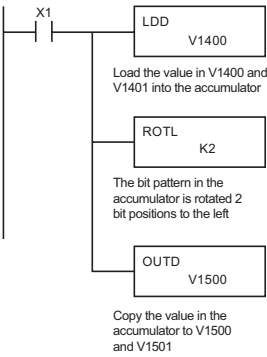 X1
LDD
V1400
Load the value in V1400 and
V1401 into the accumulator
ROTL
K2
The bit pattern in the
accumulator is rotated 2
bit positions to the left
OUTD
V1500
Copy the value in the
accumulator to V1500
and V1501